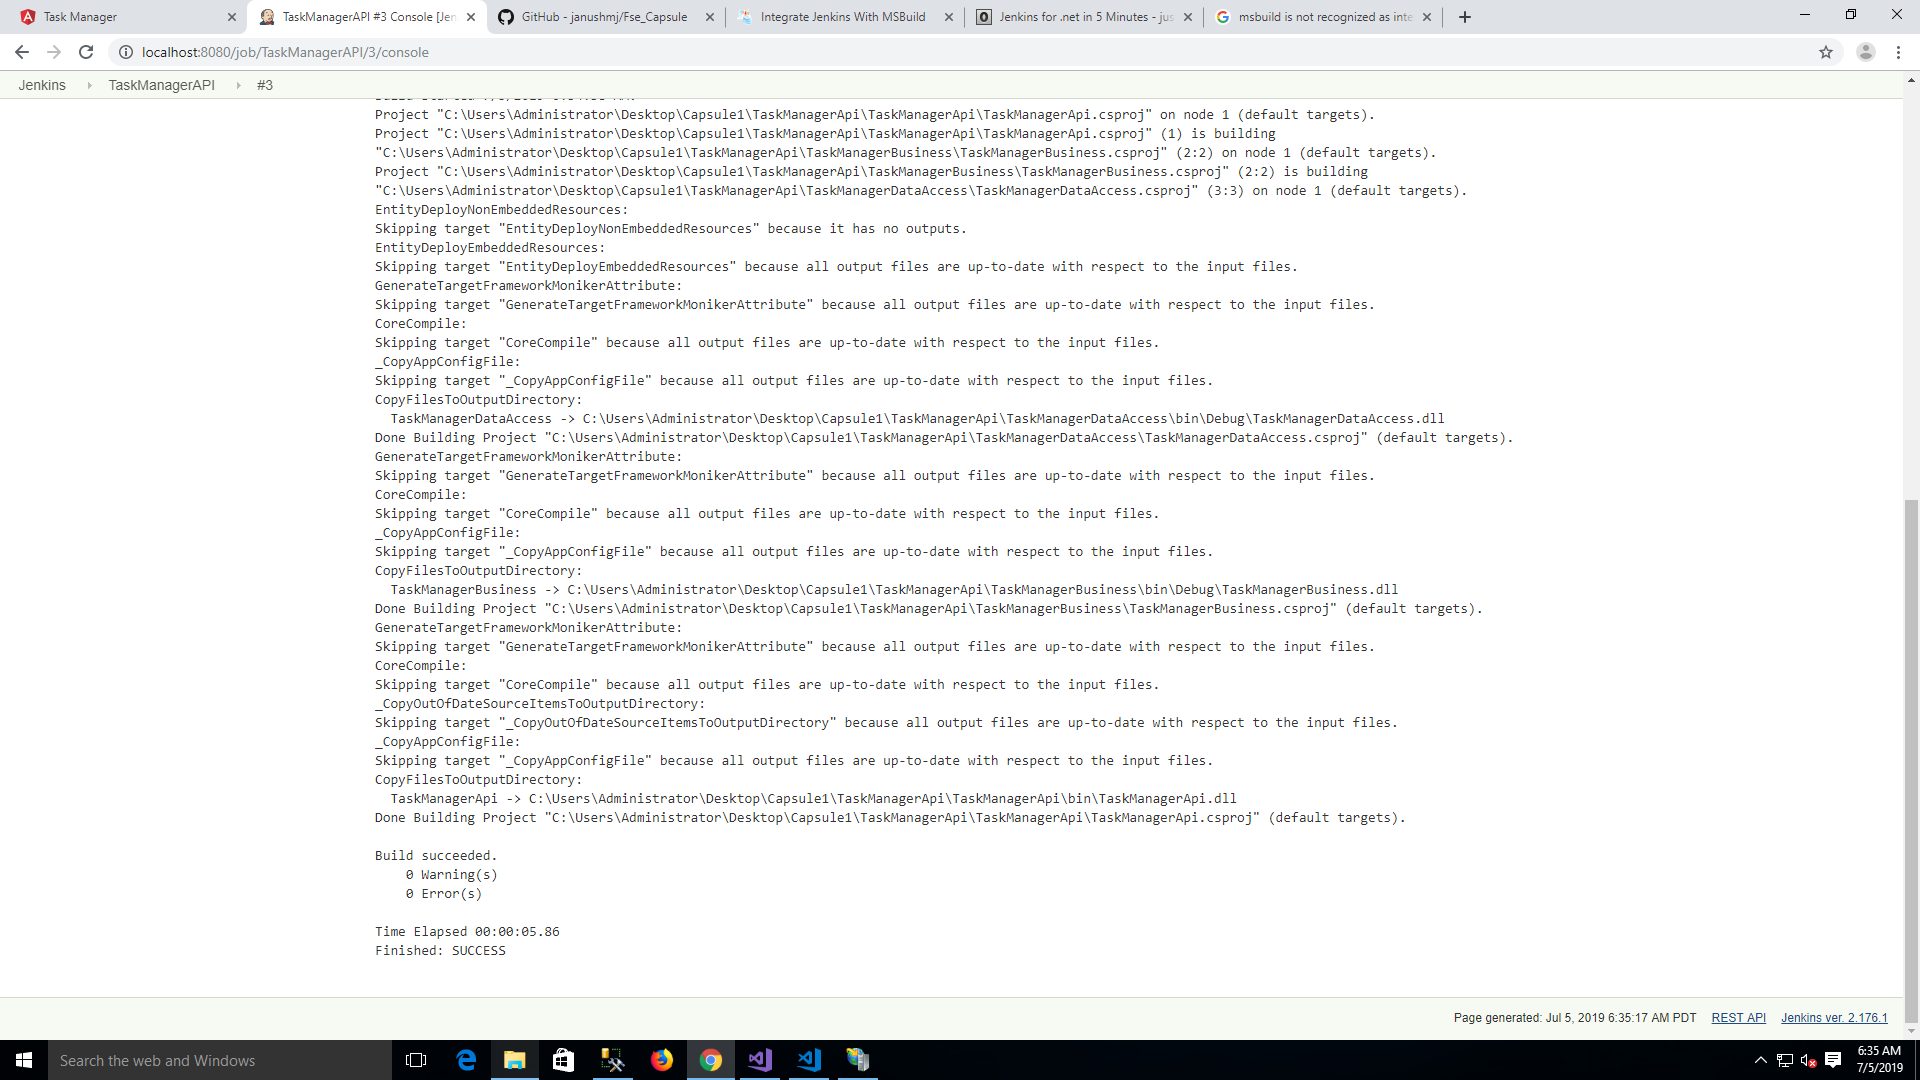 Task Manager
TaskManagerAPI #3 Console [Jen
GitHub - janushmj/Fse_Capsule
Integrate Jenkins With MSBuild
Jenkins for .net in 5 Minutes - jus
msbuild is not recognized as inte
localhost:8080/job/TaskManagerAPI/3/console
Jenkins
TaskManagerAPI
#3
Project "C:\Users\Administrator\Desktop\Capsule1\TaskManagerApi\TaskManagerApi\TaskManagerApi.csproj" on node 1 (default targets).
Project "C:\Users\Administrator\Desktop\Capsule1\TaskManagerApi\TaskManagerApi\TaskManagerApi.csproj" (1) is building
"C:\Users\Administrator\Desktop\Capsule1\TaskManagerApi\TaskManagerBusiness\TaskManagerBusiness.csproj" (2:2) on node 1 (default targets).
Project "C:\Users\Administrator\Desktop\Capsule1\TaskManagerApi\TaskManagerBusiness\TaskManagerBusiness.csproj" (2:2) is building
"C:\Users\Administrator\Desktop\Capsule1\TaskManagerApi\TaskManagerDataAccess\TaskManagerDataAccess.csproj" (3:3) on node 1 (default targets).
EntityDeployNonEmbeddedResources:
Skipping target "EntityDeployNonEmbeddedResources" because it has no outputs.
EntityDeployEmbeddedResources:
Skipping target "EntityDeployEmbeddedResources" because all output files are up-to-date with respect to the input files.
GenerateTargetFrameworkMonikerAttribute:
Skipping target "GenerateTargetFrameworkMonikerAttribute" because all output files are up-to-date with respect to the input files.
CoreCompile:
Skipping target "CoreCompile" because all output files are up-to-date with respect to the input files.
_CopyAppConfigFile:
Skipping target "_CopyAppConfigFile" because all output files are up-to-date with respect to the input files.
CopyFilesToOutputDirectory:
TaskManagerDataAccess -> C:\Users\Administrator\Desktop\Capsule1\TaskManagerApi\TaskManagerDataAccess\bin\Debug\TaskManagerDataAccess.dll
Done Building Project "C:\Users\Administrator\Desktop\Capsule1\TaskManagerApi\TaskManagerDataAccess\TaskManagerDataAccess.csproj" (default targets).
GenerateTargetFrameworkMonikerAttribute:
Skipping target "GenerateTargetFrameworkMonikerAttribute" because all output files are up-to-date with respect to the input files.
CoreCompile:
Skipping target "CoreCompile" because all output files are up-to-date with respect to the input files.
_CopyAppConfigFile:
Skipping target "_CopyAppConfigFile" because all output files are up-to-date with respect to the input files.
CopyFilesToOutputDirectory:
TaskManagerBusiness -> C:\Users\Administrator\Desktop\Capsule1\TaskManagerApi\TaskManagerBusiness\bin\Debug\TaskManagerBusiness.dll
Done Building Project "C:\Users\Administrator\Desktop\Capsule1\TaskManagerApi\TaskManagerBusiness\TaskManagerBusiness.csproj" (default targets).
GenerateTargetFrameworkMonikerAttribute:
Skipping target "GenerateTargetFrameworkMonikerAttribute" because all output files are up-to-date with respect to the input files.
CoreCompile:
Skipping target "CoreCompile" because all output files are up-to-date with respect to the input files.
_CopyOutOfDateSourceItemsToOutputDirectory:
Skipping target "_CopyOutOfDateSourceItemsToOutputDirectory" because all output files are up-to-date with respect to the input files.
_CopyAppConfigFile:
Skipping target "_CopyAppConfigFile" because all output files are up-to-date with respect to the input files.
CopyFilesToOutputDirectory:
TaskManagerApi -> C:\Users\Administrator\Desktop\Capsule1\TaskManagerApi\TaskManagerApi\bin\TaskManagerApi.dll
Done Building Project "C:\Users\Administrator\Desktop\Capsule1\TaskManagerApi\TaskManagerApi\TaskManagerApi.csproj" (default targets).
Build succeeded.
0 Warning(s)
0 Error(s)
Time Elapsed 00:00:05.86
Finished: SUCCESS
Page generated: Jul 5, 2019 6:35:17 AM PDT
REST API
Jenkins ver. 2.176.1
Search the web and Windows
6:35 AM
7/5/2019